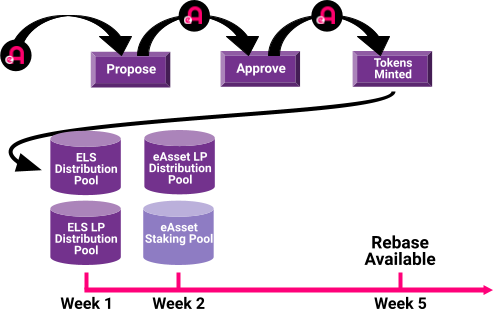 Propose
Approve
Tokens
Minted
ELS
Distribution
Pool
eAsset LP
Distribution
Pool
ELS LP
Distribution
Pool
eAsset
Staking Pool
Rebase
Available
Week 1
Week 2
Week 5